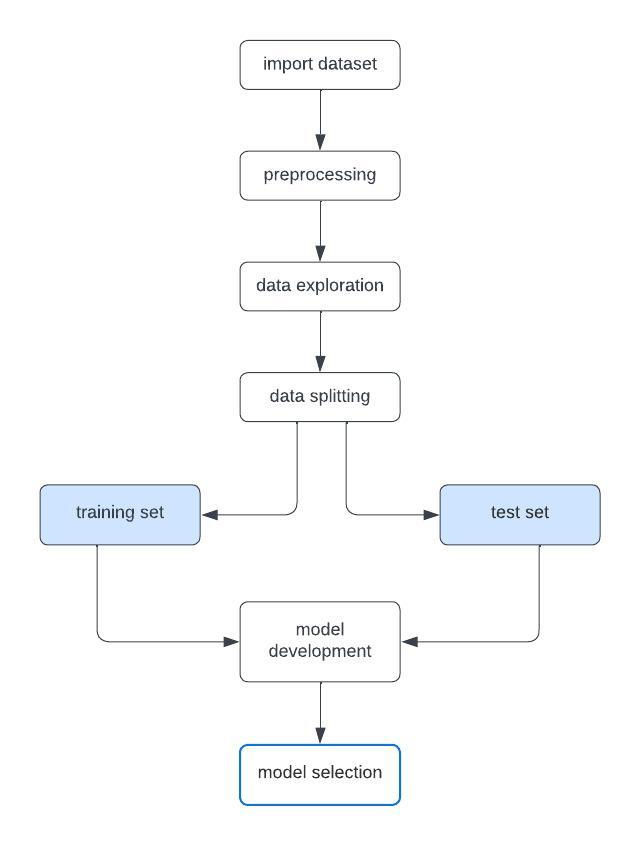 import dataset
preprocessing
data exploration
data splitting
training set
test set
model
development
model selection